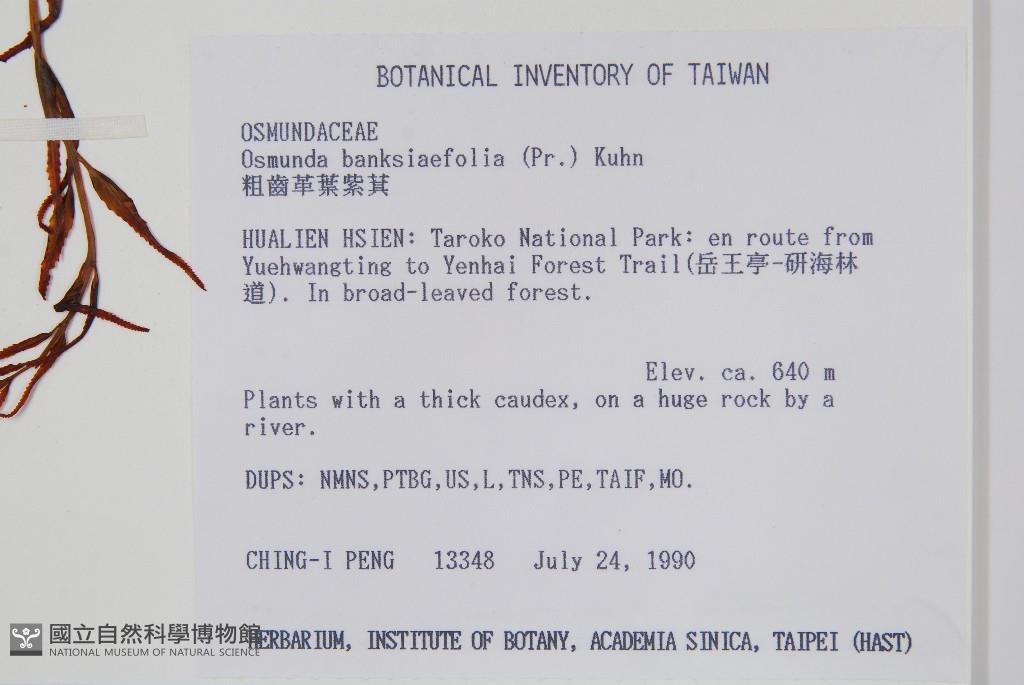 BOTANICAL INVENTORY OF TAIWAN
OSMUNDACEAE
Osmunda banksiaefolia (Pr.) Kuhn
粗齒革葉紫萁
HUALIEN HSIEN: Taroko National Park: en route from
Yuehwangting to Yenhai Forest Trail(岳王亭-研海林
道). In broad-leaved forest.
Elev. ca. 640 m
Plants with a thick caudex, on a huge rock by a
river.
DUPS: NMNS,PTBG,US,L,TNS,PE,TAIF,MO.
CHING-I PENG 13348 July 24, 1990
HERBARIUM, INSTITUTE OF BOTANY, ACADEMIA SINICA, TAIPEI (HAST)
國立自然科學博物館
NATIONAL MUSEUM OF NATURAL SCIENCE